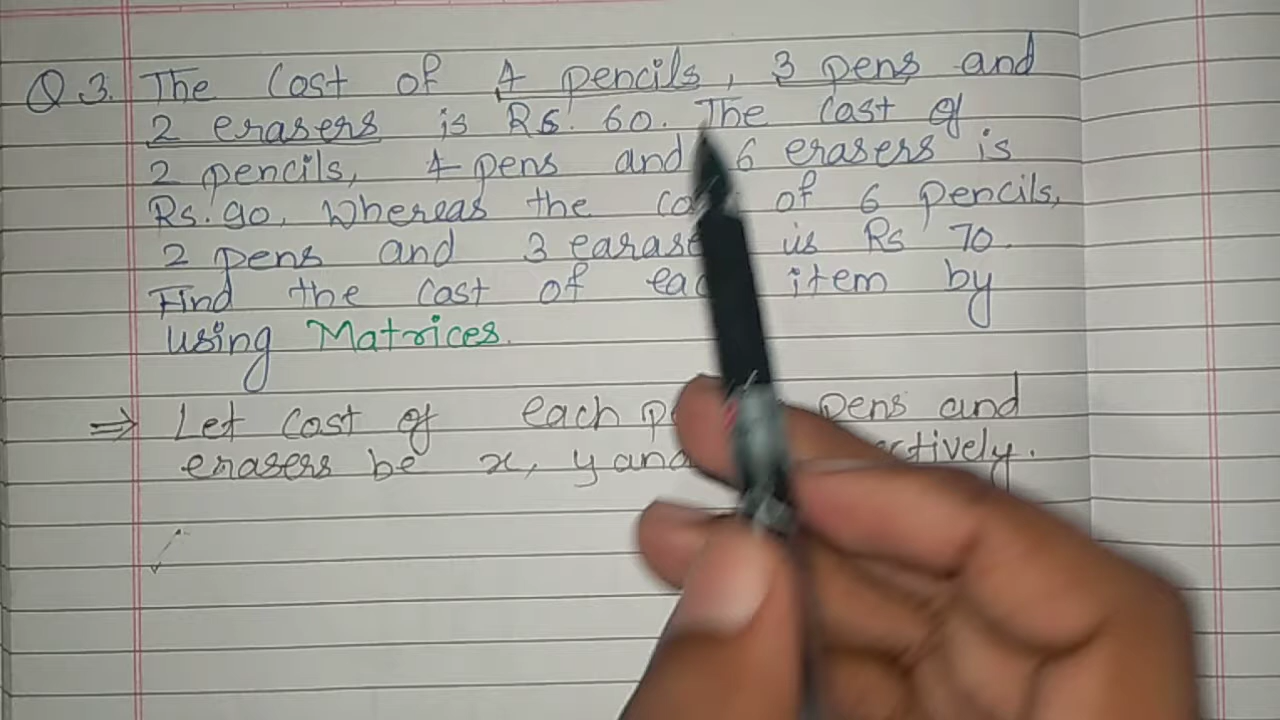 Q 3. The Cost of 4 pencils, 3 pens and
2 erasers is Rs. 60. The Cost of
2 pencils, 4 pens and 6 erasers is
Rs. 90, whereas the of 6 pencils,
2 pens and 3 is Rs 70.
Find the Cost of item by
using Matrices.
⇒ Let Cost of each pens and
erasers be x, y and